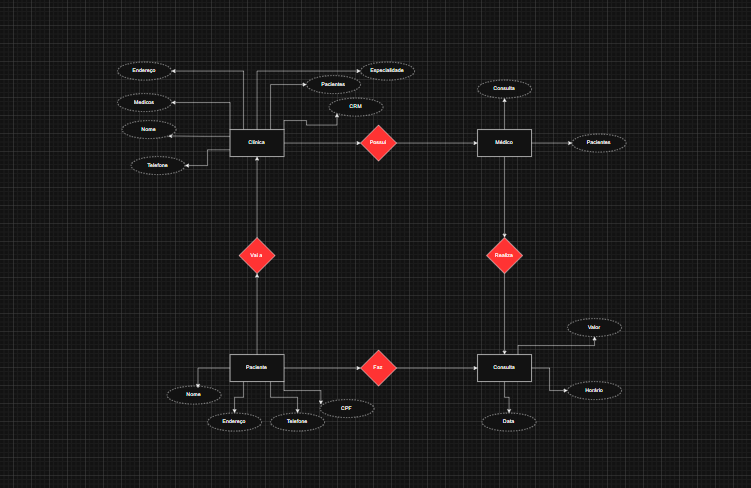 Endereço
Especialidade
Pacientes
Consulta
Medicos
CRM
Nome
Clinica
Possui
Médico
Pacientes
Telefone
Vai a
Realiza
Valor
Paciente
Faz
Consulta
Nome
Horário
CPF
Endereço
Telefone
Data